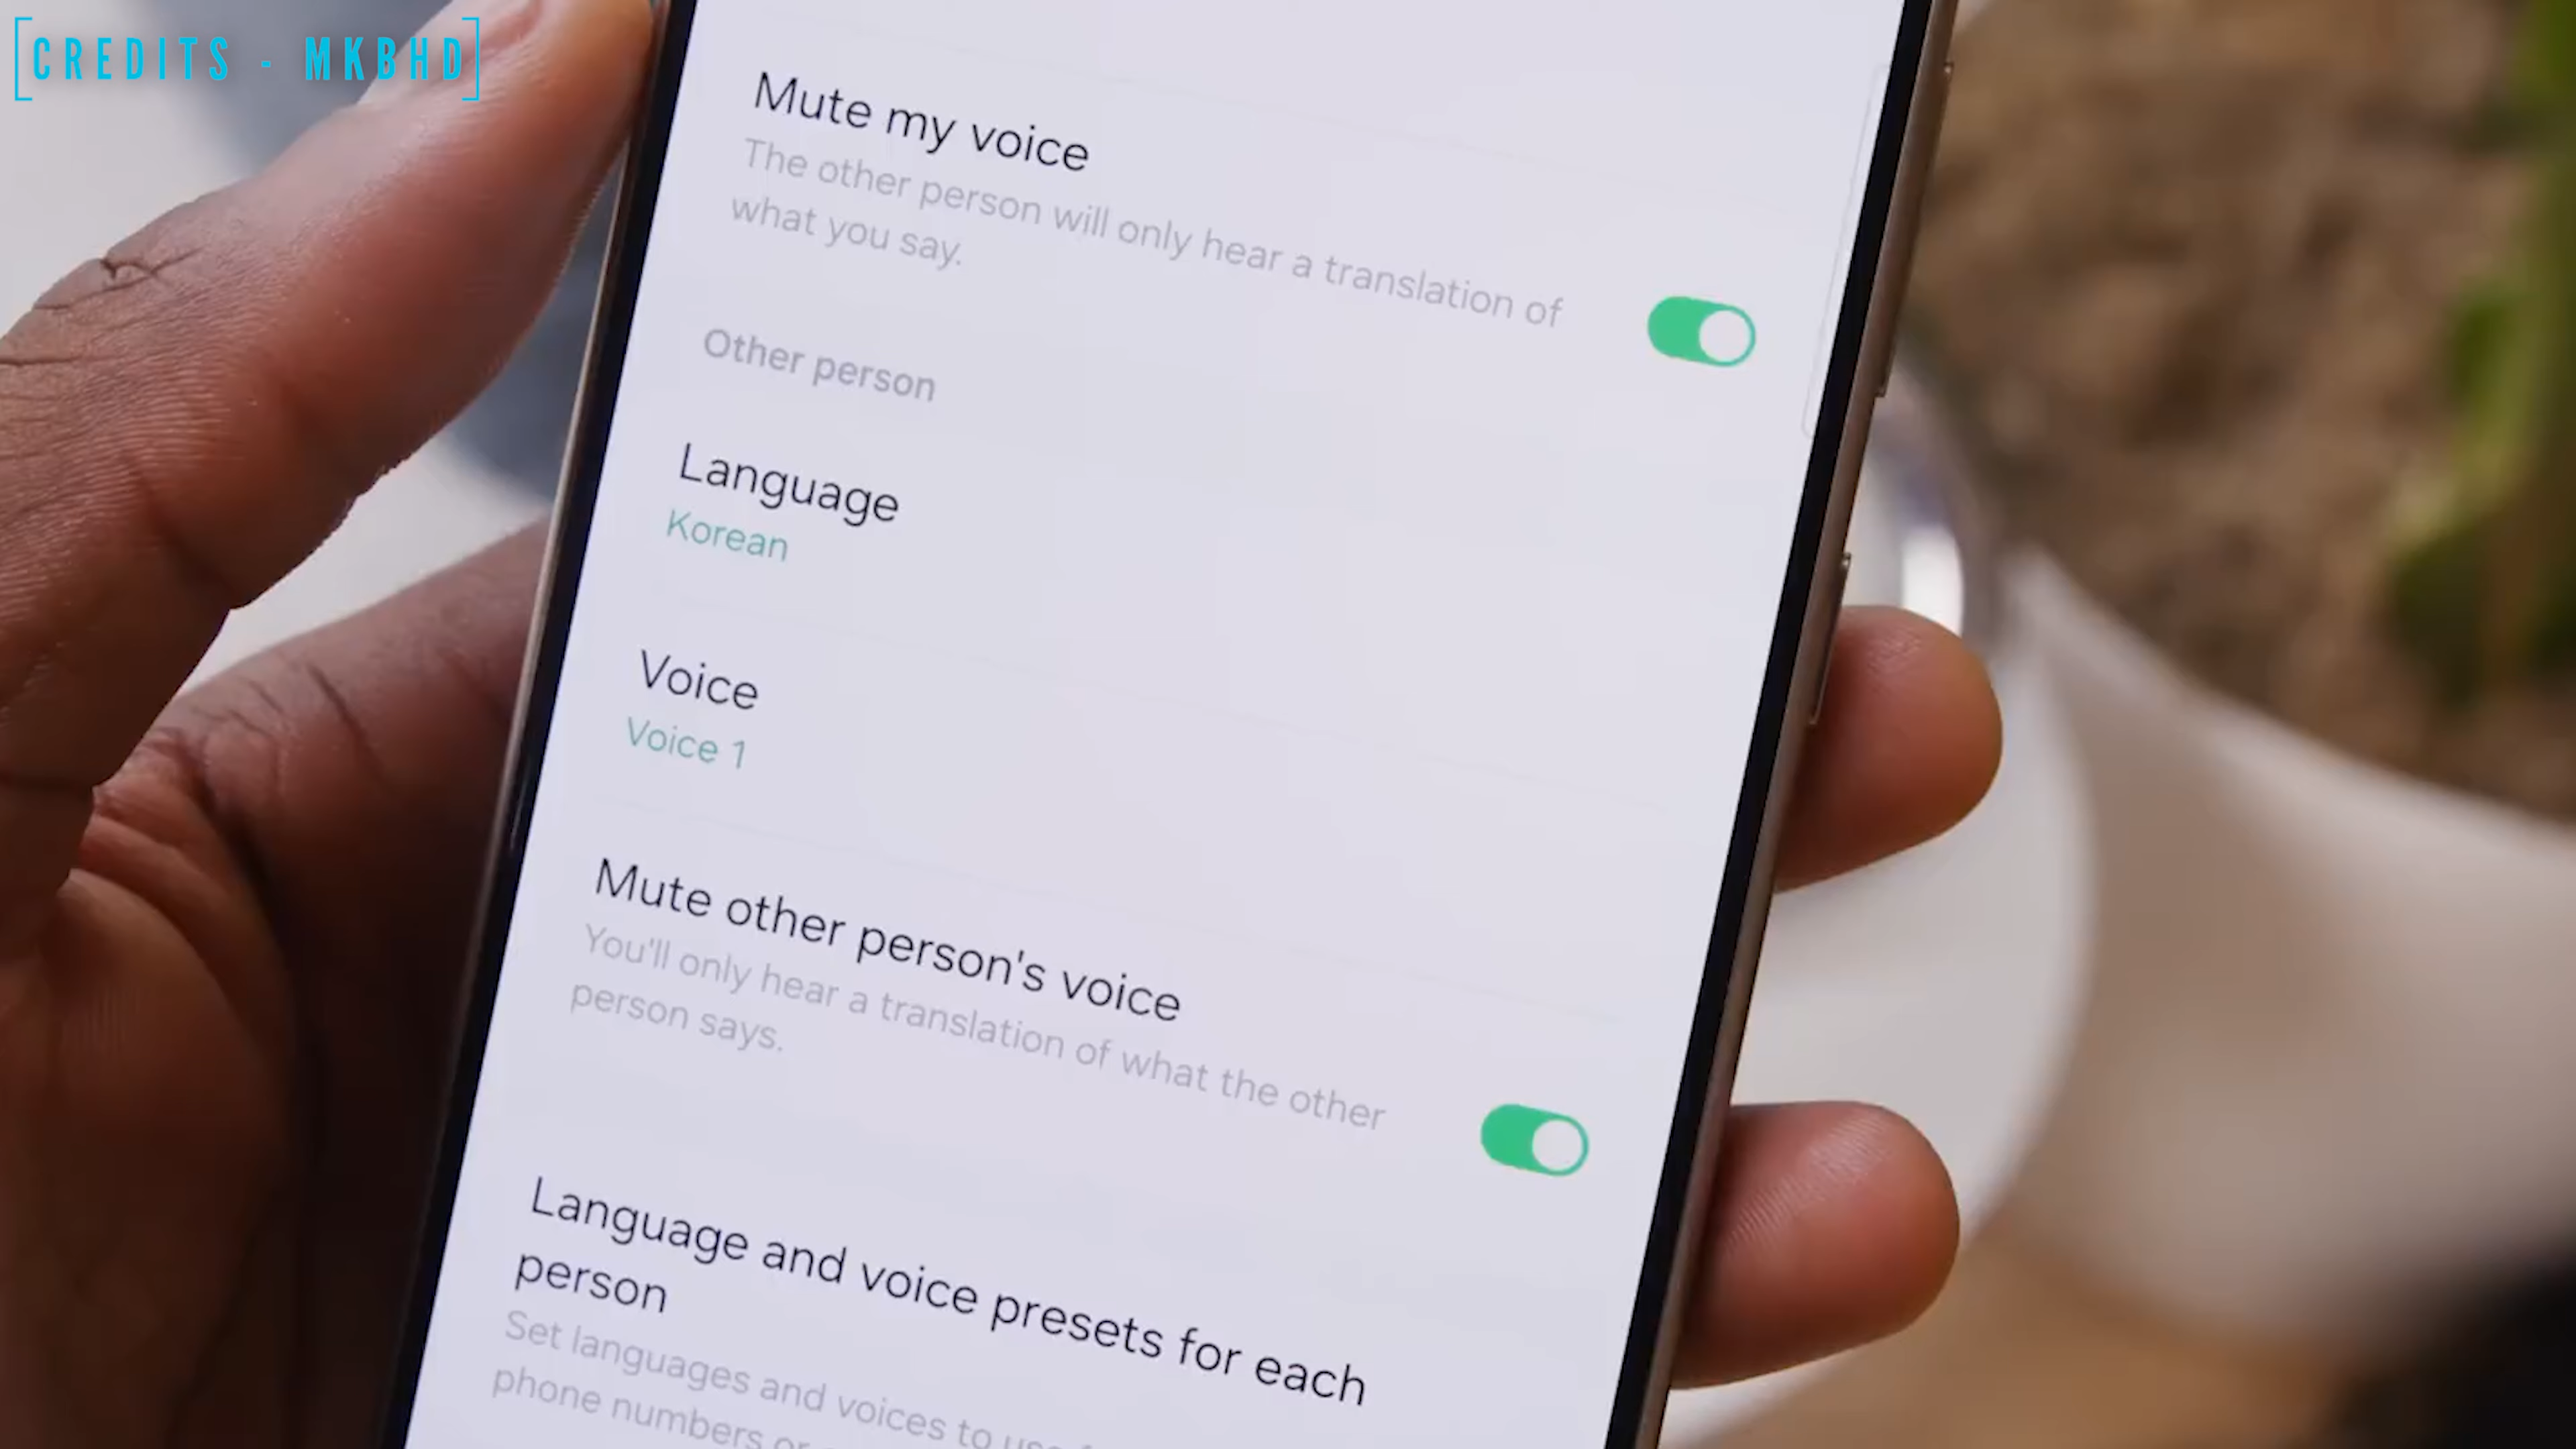 [CREDITS - MKBHD]
Mute my voice
The other person will only hear a translation of
what you say.
Other person
Language
Korean
Voice
Voice 1
Mute other person's voice
You'll only hear a translation of what the other
person says.
Language and voice presets for each
person
Set languages and voices to use
phone numbers or